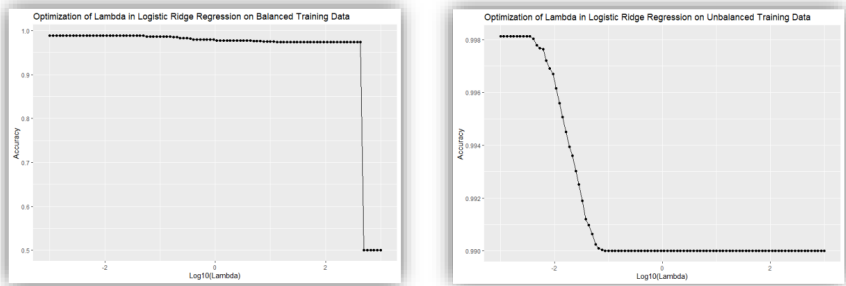 Optimization of Lambda in Logistic Ridge Regression on Balanced Training Data
1.0
0.9
0.8
0.7
0.6
0.5
Accuracy
-2
0
2
Log10(Lambda)
Optimization of Lambda in Logistic Ridge Regression on Unbalanced Training Data
0.998
0.996
0.994
0.992
0.990
Accuracy
-2
0
2
Log10(Lambda)